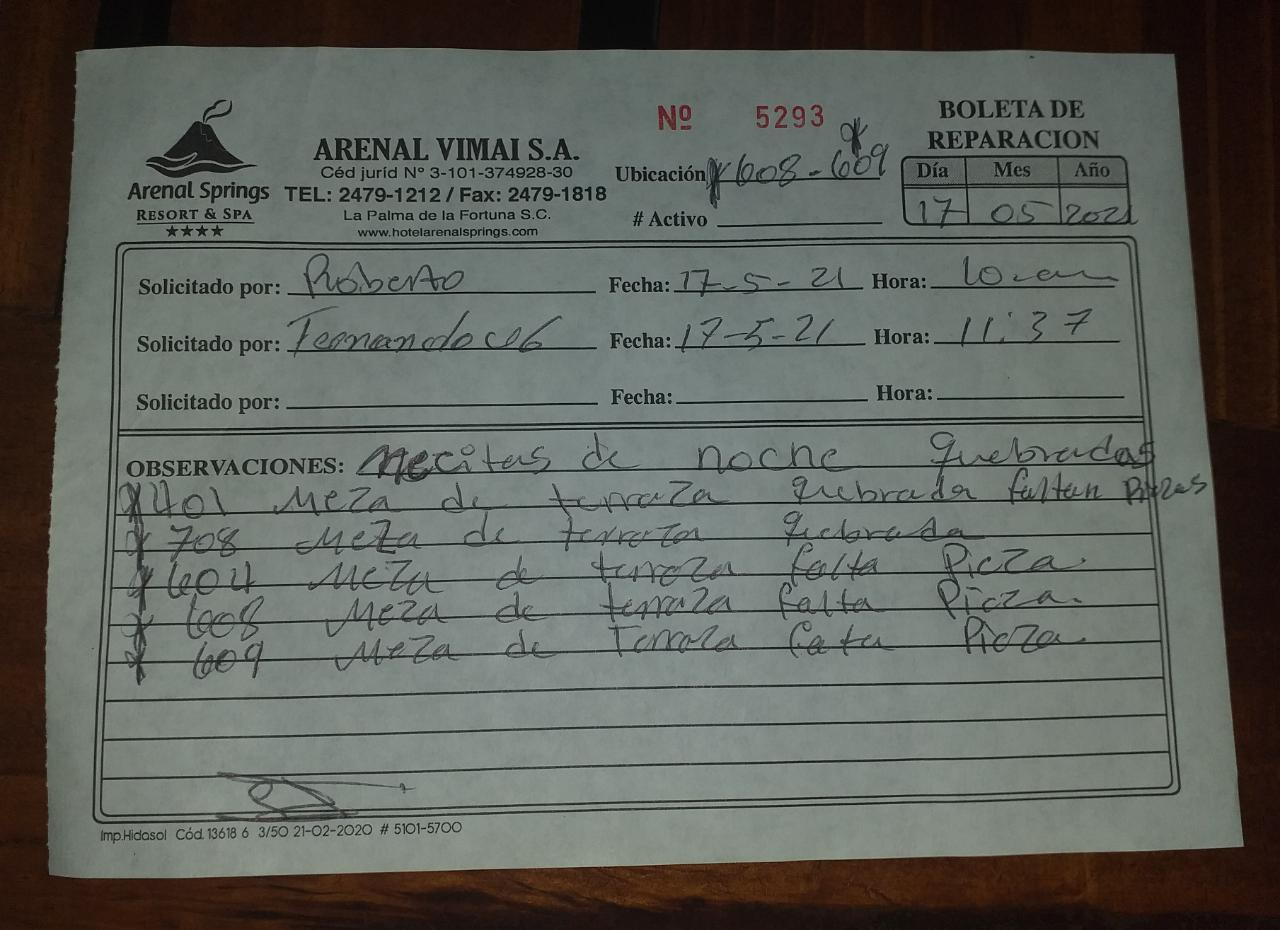 Arenal Springs
RESORT & SPA
ARENAL VIMAI S.A.
Céd juríd Nº 3-101-374928-30
TEL: 2479-1212 / Fax: 2479-1818
La Palma de la Fortuna S.C.
www.hotelarenalsprings.com
Nº 5293
Ubicación 608-609
# Activo
BOLETA DE
REPARACION
Día Mes Año
17 05 2021
Solicitado por: Roberto Fecha: 17-5-21 Hora: 10 am
Solicitado por: Fernando Fecha: 17-5-21 Hora: 11:37
Solicitado por: Fecha: Hora:
OBSERVACIONES: Mecitas de noche quebradas
401 Meza de terraza quebrada faltan Piezas
708 Meza de terraza quebrada
604 Meza de terraza falta Pieza.
608 Meza de terraza falta Pieza.
609 Meza de Terraza fata Pieza
Imp.Hidasol Cód. 13618 6 3/50 21-02-2020 # 5101-5700